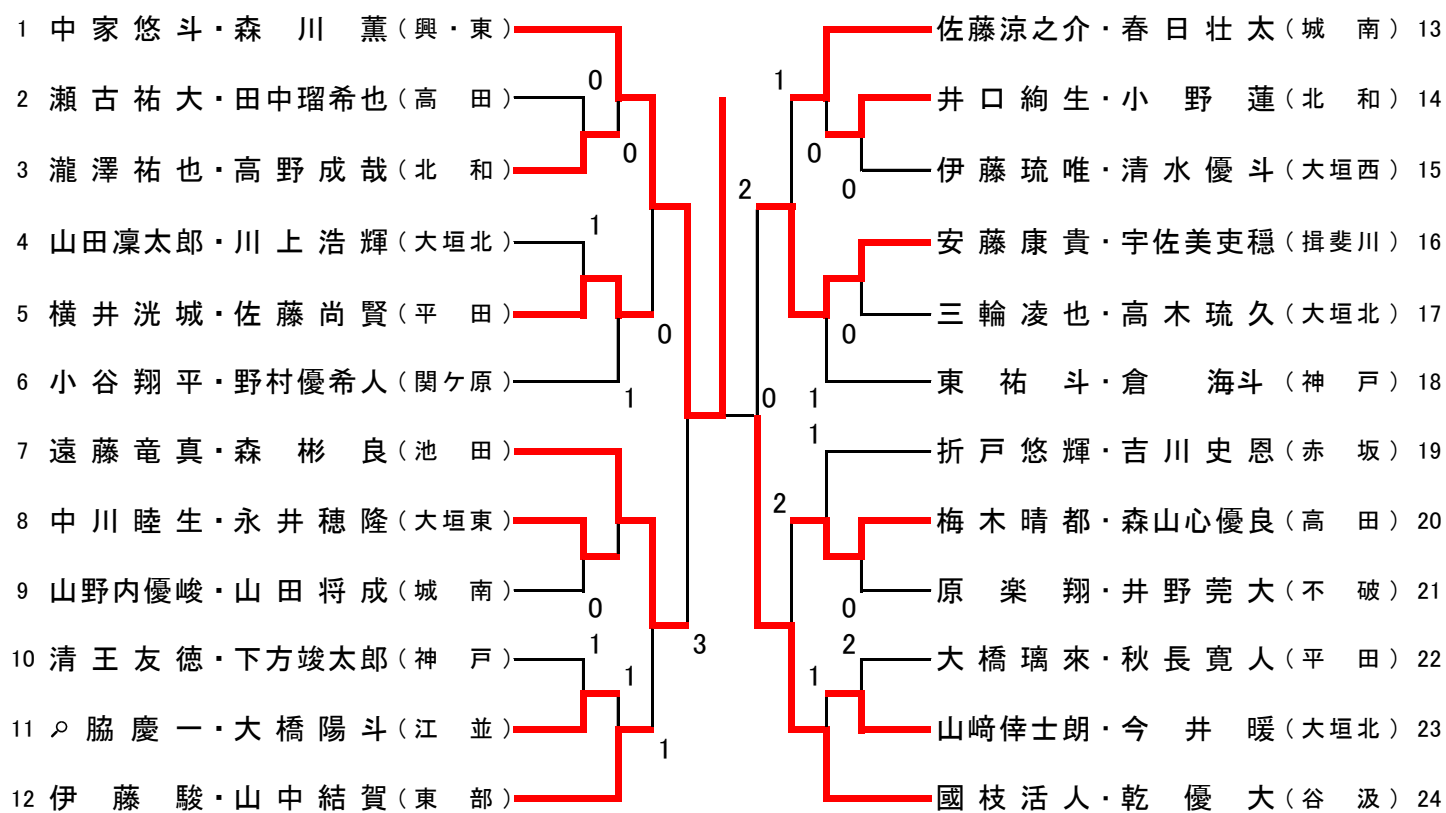 1 中家悠斗・森川薫（興・東）
佐藤涼之介・春日壮太（城南）13
0
1
2 瀬古祐大・田中瑠希也（高田）
井口絢生・小野蓮（北和）14
0
0
3 瀧澤祐也・高野成哉（北和）
伊藤琉唯・清水優斗（大垣西）15
2
0
4 山田凜太郎・川上浩輝（大垣北）
1
安藤康貴・宇佐美吏穏（揖斐川）16
5 横井洸城・佐藤尚賢（平田）
三輪凌也・高木琉久（大垣北）17
0
0
6 小谷翔平・野村優希人（関ケ原）
東祐斗・倉海斗（神戸）18
1
0
1
1
7 遠藤竜真・森彬良（池田）
折戸悠輝・吉川史恩（赤坂）19
2
8 中川睦生・永井穂隆（大垣東）
梅木晴都・森山心優良（高田）20
9 山野内優峻・山田将成（城南）
原楽翔・井野莞大（不破）21
0
0
1
3
2
10 清王友徳・下方竣太郎（神戸）
大橋璃來・秋長寛人（平田）22
1
1
11 脇慶一・大橋陽斗（江並）
山﨑倖士朗・今井暖（大垣北）23
1
12 伊藤駿・山中結賀（東部）
國枝活人・乾優大（谷汲）24